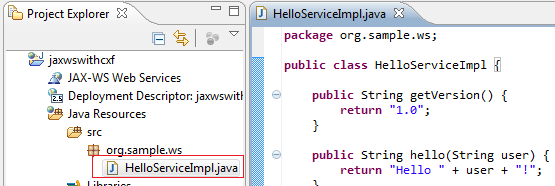 Project Explorer
jaxwswithcxf
JAX-WS Web Services
Deployment Descriptor: jaxwswith
Java Resources
src
org.sample.ws
HelloServiceImpl.java
Libraries
HelloServiceImpl.java
package org.sample.ws;
public class HelloServiceImpl {
public String getVersion() {
return "1.0";
}
public String hello(String user) {
return "Hello " + user + "!";
}